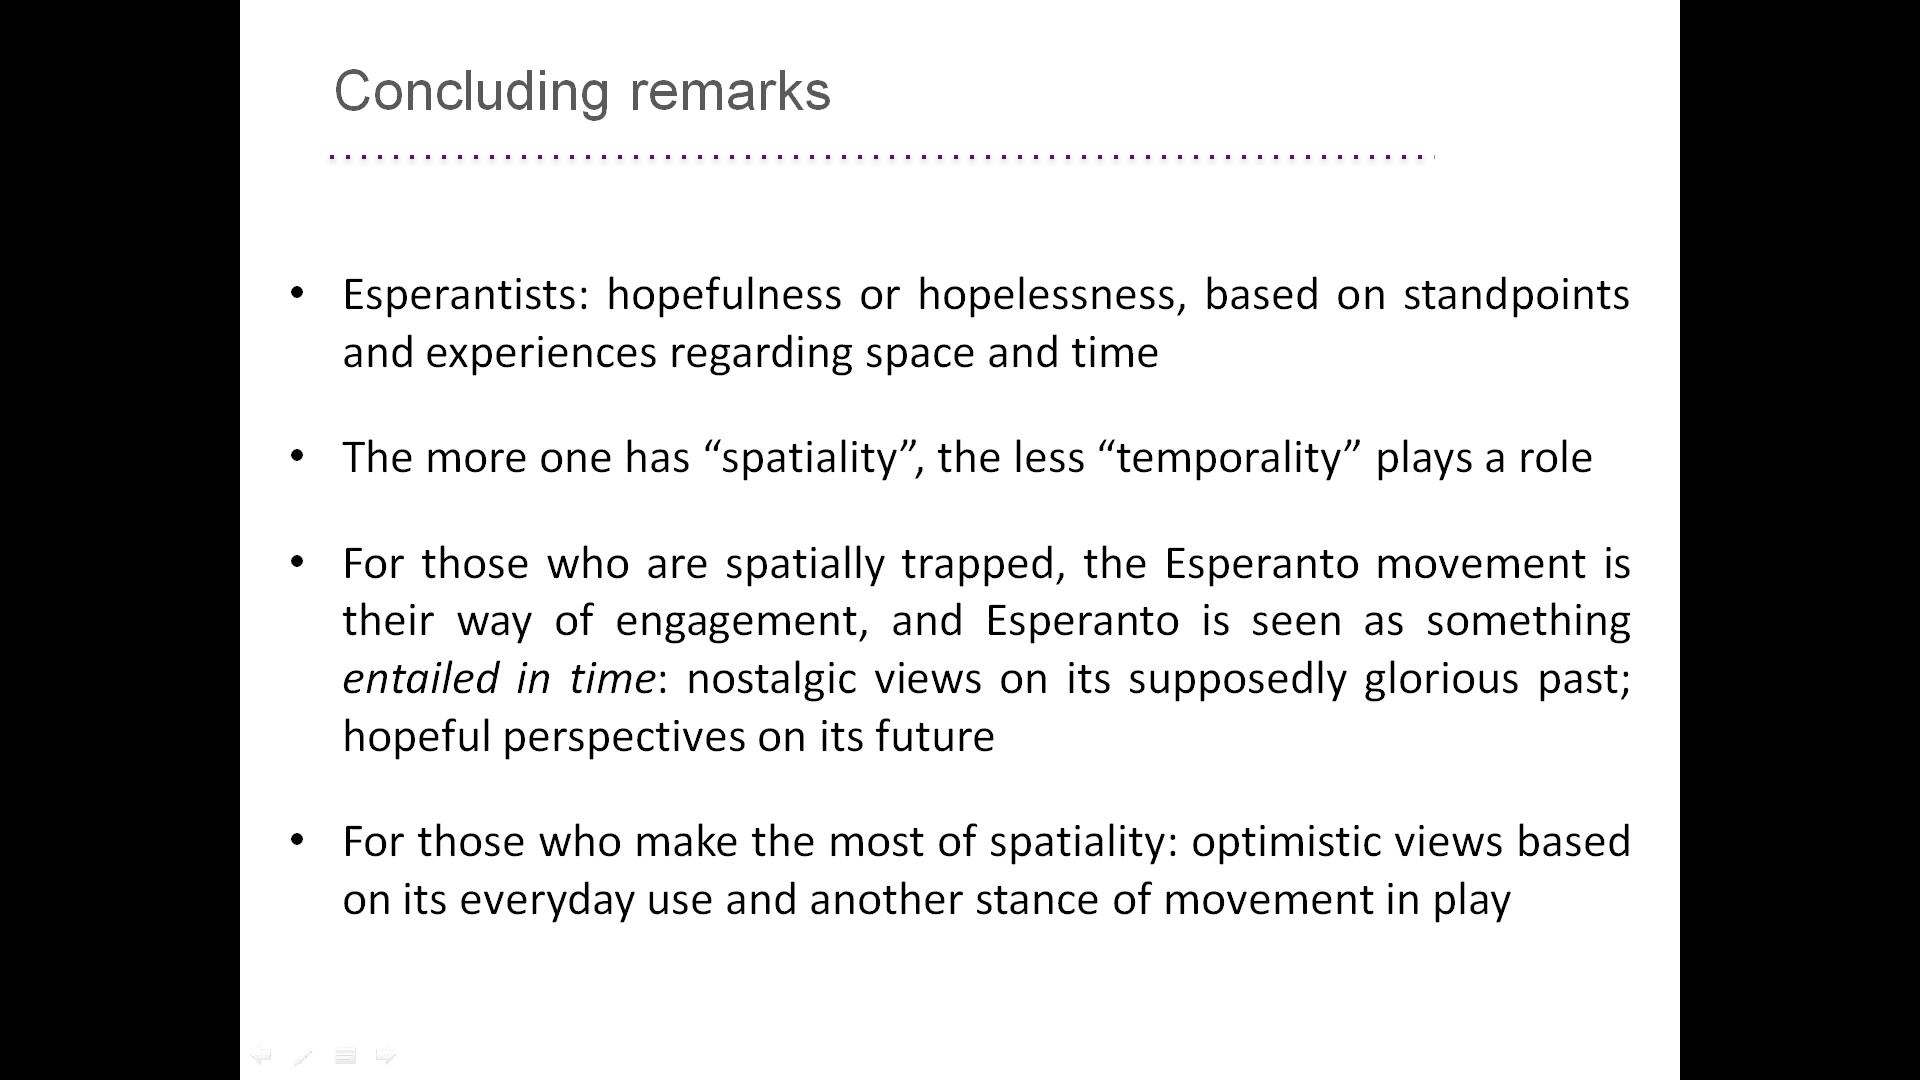 Concluding remarks
• Esperantists: hopefulness or hopelessness, based on standpoints
and experiences regarding space and time
• The more one has “spatiality”, the less “temporality” plays a role
• For those who are spatially trapped, the Esperanto movement is
their way of engagement, and Esperanto is seen as something
entailed in time: nostalgic views on its supposedly glorious past;
hopeful perspectives on its future
• For those who make the most of spatiality: optimistic views based
on its everyday use and another stance of movement in play